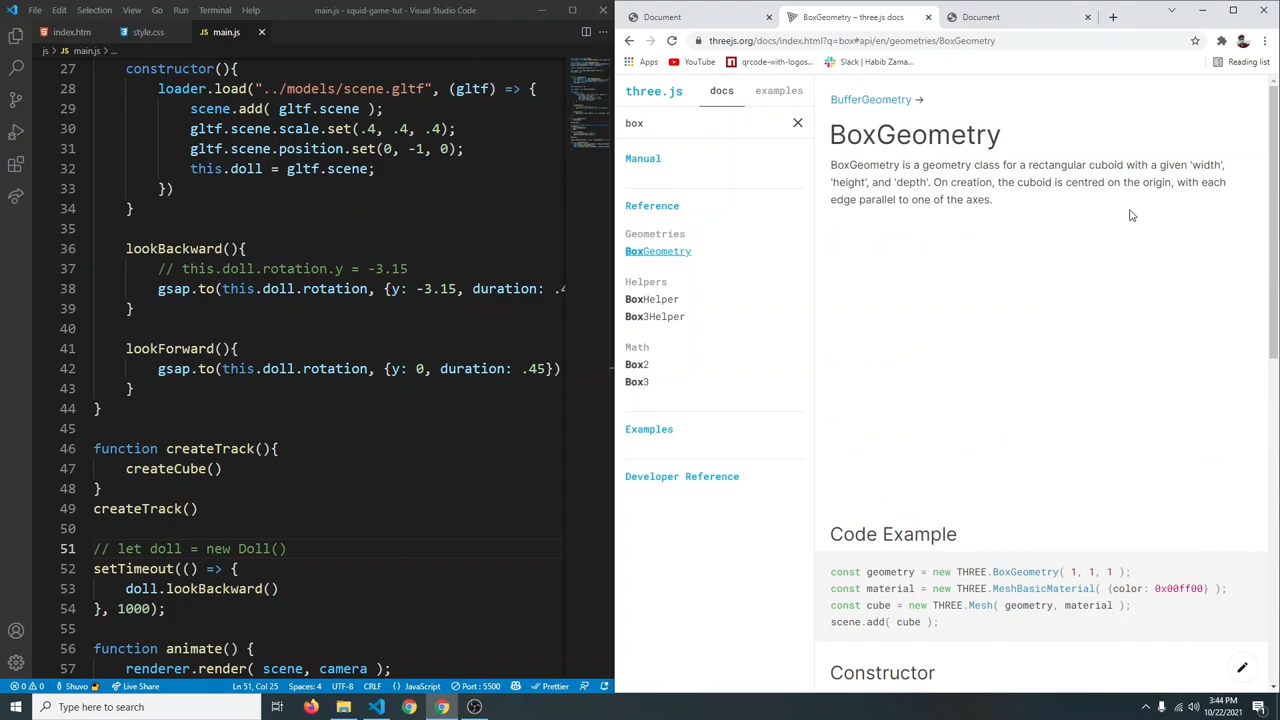 File Edit Selection View Go Run Terminal ··· main.js - squid-game-tut - Visual Studio Code
index.htm style.css main.js
js > main.js > ...
27 constructor(){
28 loader.load("../models/scene.gltf", (gltf) => {
29 scene.add( gltf.scene );
30 gltf.scene.scale.set(.4, .4, .4);
31 gltf.scene.position.set(0, -1, 0);
32 this.doll = gltf.scene;
33 })
34 }
35
36 lookBackward(){
37 // this.doll.rotation.y = -3.15
38 gsap.to(this.doll.rotation, {y: -3.15, duration: .4
39 }
40
41 lookForward(){
42 gsap.to(this.doll.rotation, {y: 0, duration: .45})
43 }
44 }
45
46 function createTrack(){
47 createCube()
48 }
49 createTrack()
50
51 // let doll = new Doll()
52 setTimeout(() => {
53 doll.lookBackward()
54 }, 1000);
55
56 function animate() {
57 renderer.render( scene, camera );
0 0 Shuvo Live Share Ln 51, Col 25 Spaces: 4 UTF-8 CRLF {} JavaScript Port : 5500 Prettier
Document BoxGeometry – three.js docs Document
threejs.org/docs/index.html?q=box#api/en/geometries/BoxGeometry
Apps YouTube qrcode-with-logos... Slack | Habib Zama... Reading list
three.js docs examples
box
Manual
Reference
Geometries
BoxGeometry
Helpers
BoxHelper
Box3Helper
Math
Box2
Box3
Examples
Developer Reference
BufferGeometry →
BoxGeometry
BoxGeometry is a geometry class for a rectangular cuboid with a given 'width',
'height', and 'depth'. On creation, the cuboid is centred on the origin, with each
edge parallel to one of the axes.
Code Example
const geometry = new THREE.BoxGeometry( 1, 1, 1 );
const material = new THREE.MeshBasicMaterial( {color: 0x00ff00} );
const cube = new THREE.Mesh( geometry, material );
scene.add( cube );
Constructor
Type here to search
3:44 PM
10/22/2021